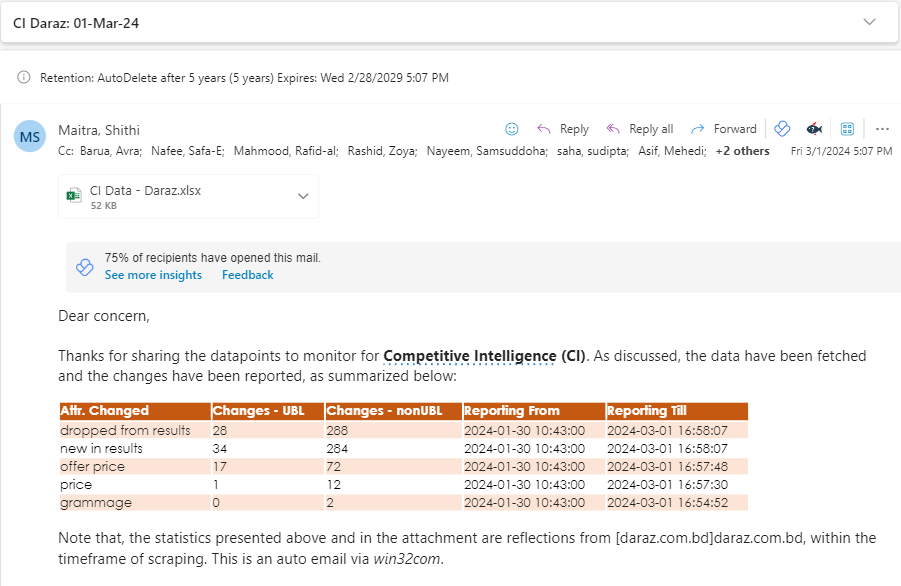 CI Daraz: 01-Mar-24
Retention: AutoDelete after 5 years (5 years) Expires: Wed 2/28/2029 5:07 PM
MS
Maitra, Shithi
Reply Reply all Forward
Cc: Barua, Avra; Nafee, Safa-E; Mahmood, Rafid-al; Rashid, Zoya; Nayeem, Samsuddoha; saha, sudipta; Asif, Mehedi; +2 others Fri 3/1/2024 5:07 PM
CI Data - Daraz.xlsx
52 KB
75% of recipients have opened this mail.
See more insights Feedback
Dear concern,
Thanks for sharing the datapoints to monitor for Competitive Intelligence (CI). As discussed, the data have been fetched
and the changes have been reported, as summarized below:
Attr. Changed Changes - UBL Changes - nonUBL Reporting From Reporting Till
dropped from results 28 288 2024-01-30 10:43:00 2024-03-01 16:58:07
new in results 34 284 2024-01-30 10:43:00 2024-03-01 16:58:07
offer price 17 72 2024-01-30 10:43:00 2024-03-01 16:57:48
price 1 12 2024-01-30 10:43:00 2024-03-01 16:57:30
grammage 0 2 2024-01-30 10:43:00 2024-03-01 16:54:52
Note that, the statistics presented above and in the attachment are reflections from [daraz.com.bd]daraz.com.bd, within the
timeframe of scraping. This is an auto email via win32com.